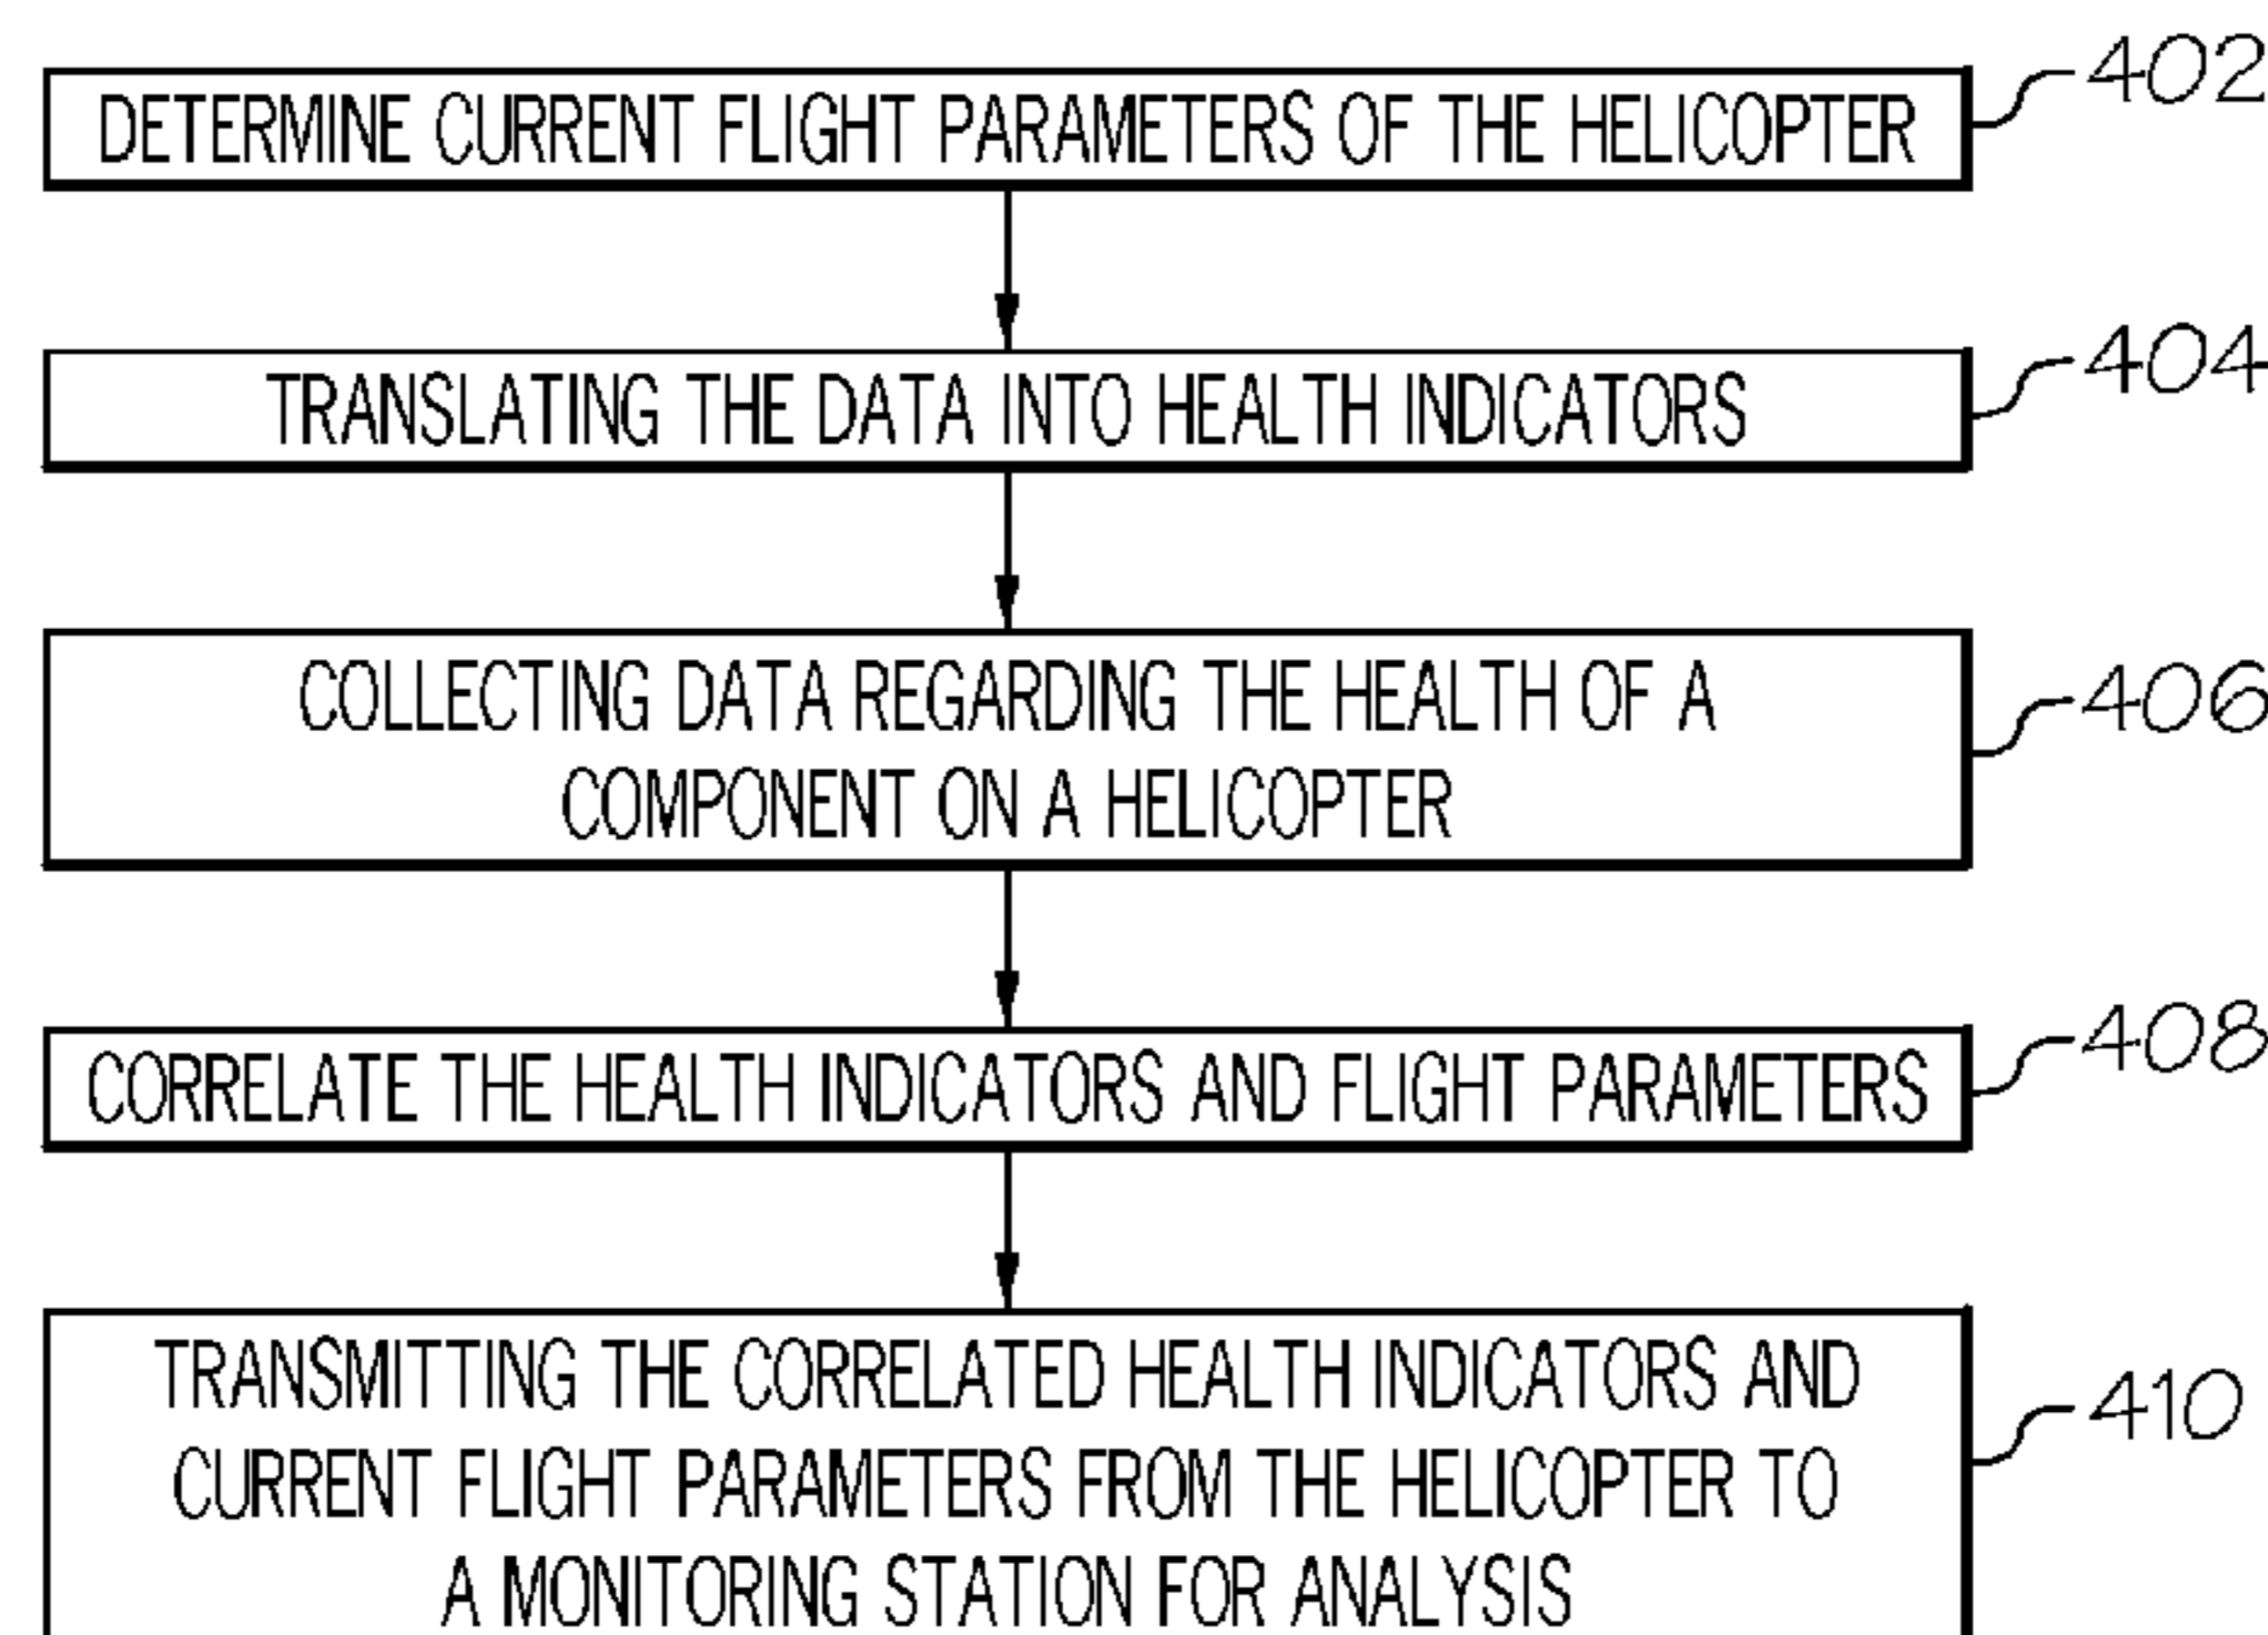 DETERMINE CURRENT FLIGHT PARAMETERS OF THE HELICOPTER
402
TRANSLATING THE DATA INTO HEALTH INDICATORS
404
COLLECTING DATA REGARDING THE HEALTH OF A
COMPONENT ON A HELICOPTER
406
CORRELATE THE HEALTH INDICATORS AND FLIGHT PARAMETERS
408
TRANSMITTING THE CORRELATED HEALTH INDICATORS AND
CURRENT FLIGHT PARAMETERS FROM THE HELICOPTER TO
A MONITORING STATION FOR ANALYSIS
410